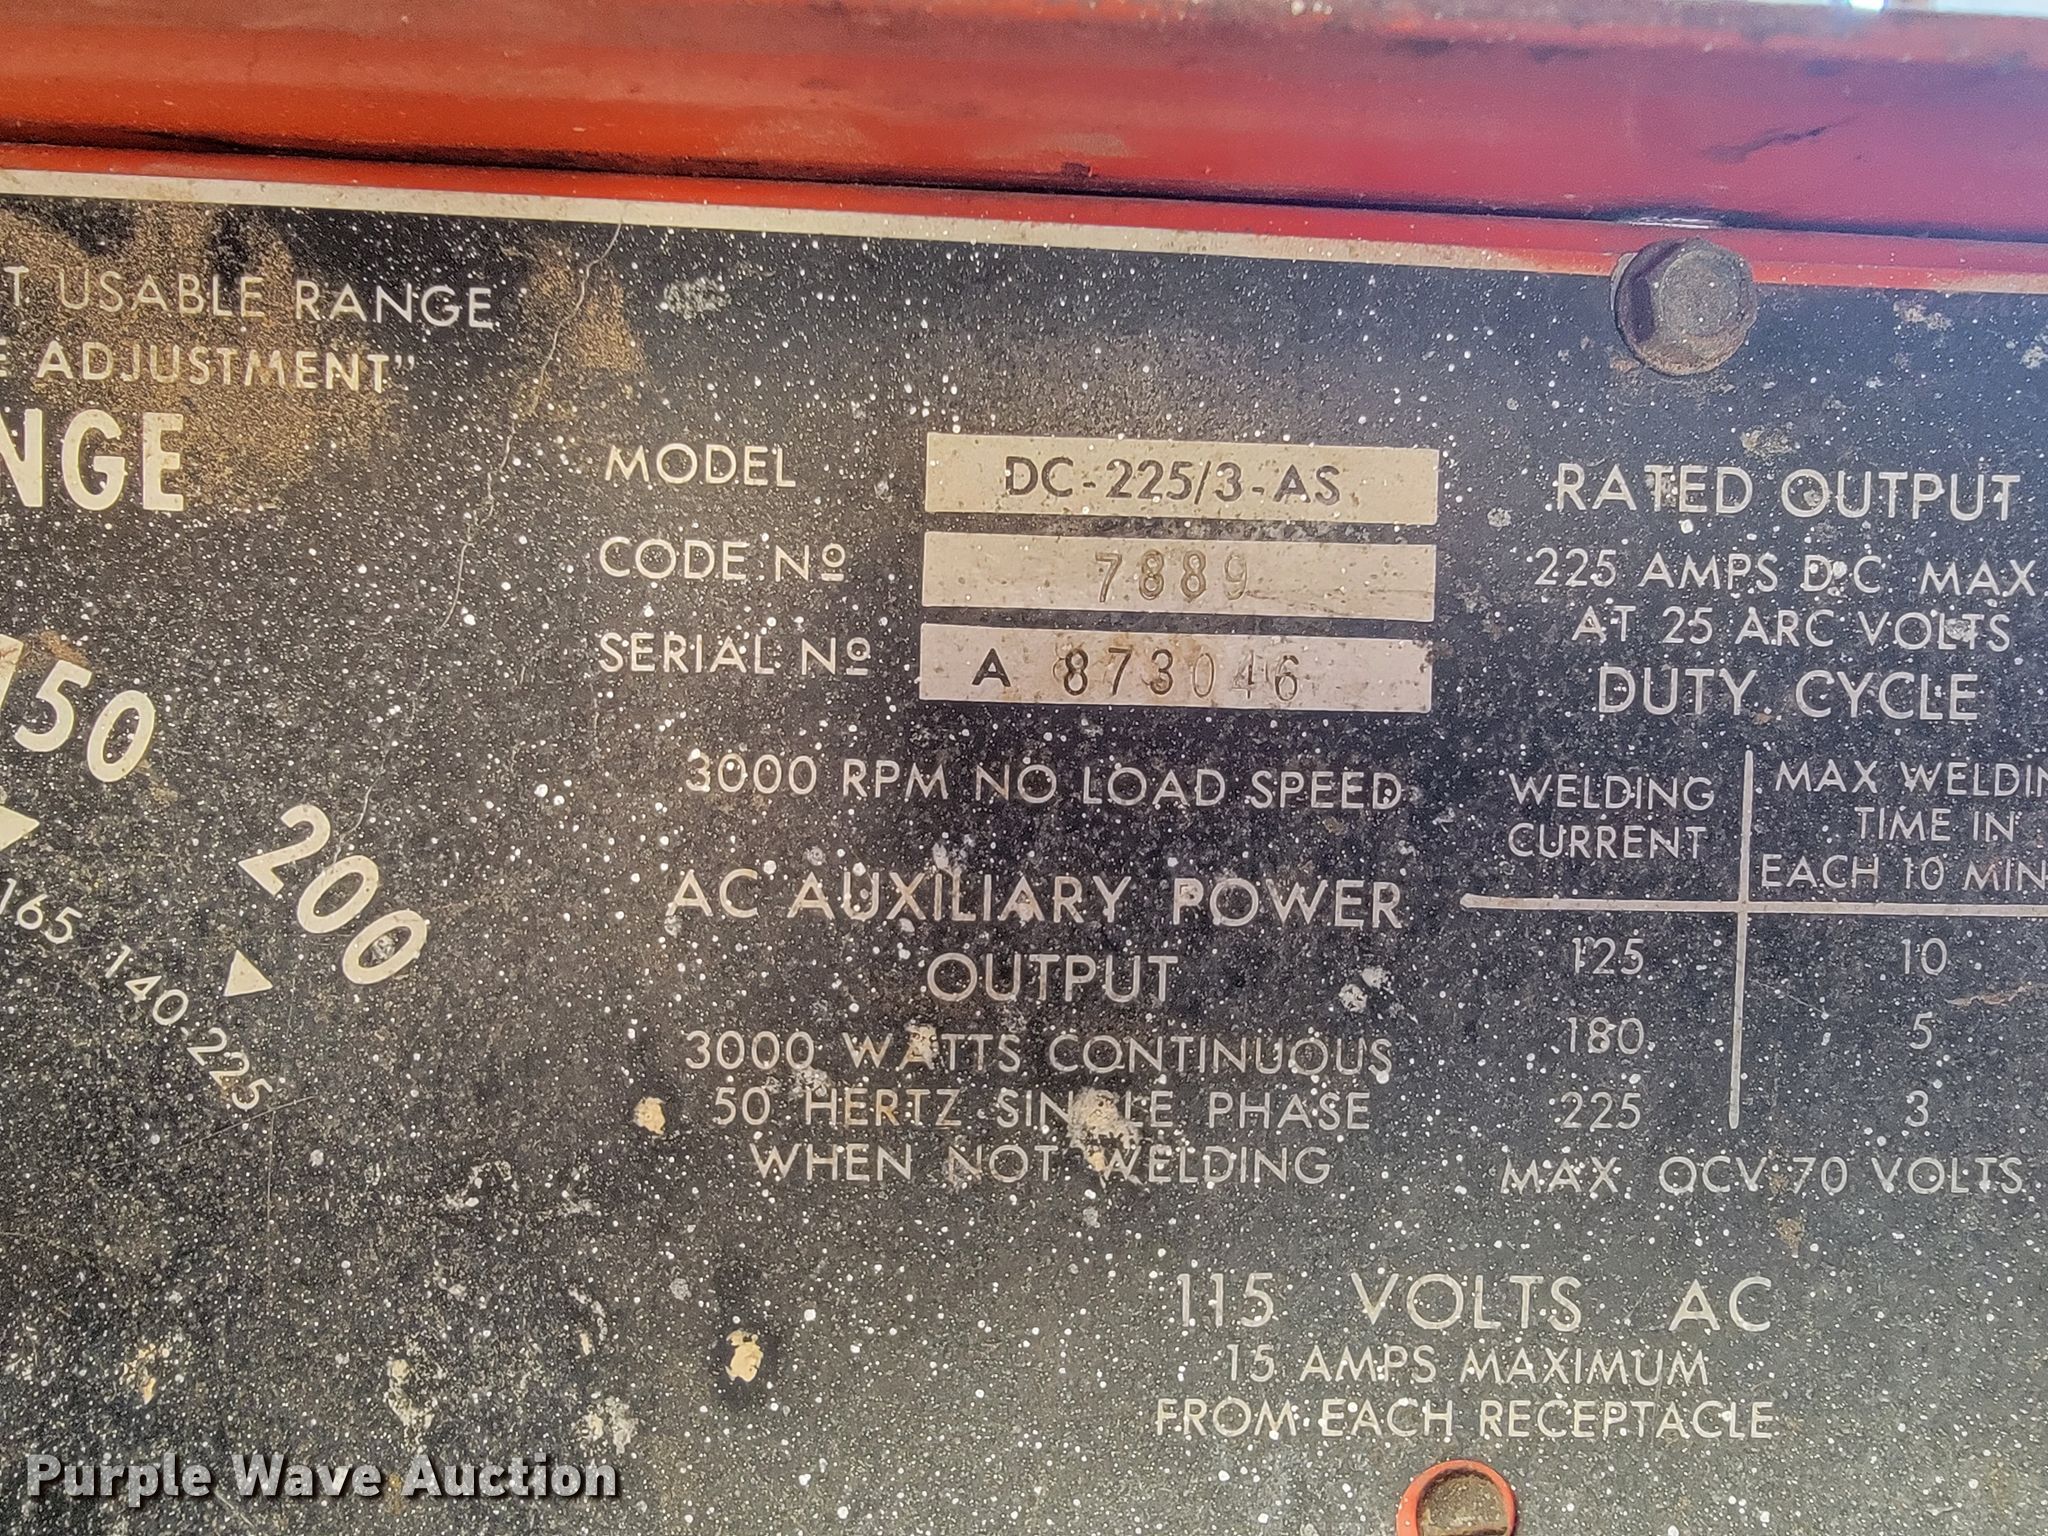 T USABLE RANGE
E ADJUSTMENT"
NGE
150
200
165
140-225
MODEL DC-225/3-AS
CODE Nº 7889
SERIAL Nº A 873046
3000 RPM NO LOAD SPEED
AC AUXILIARY POWER
OUTPUT
3000 WATTS CONTINUOUS
50 HERTZ SINGLE PHASE
WHEN NOT WELDING
RATED OUTPUT
225 AMPS DC MAX
AT 25 ARC VOLTS
DUTY CYCLE
WELDING
CURRENT
MAX WELDIN
TIME IN
EACH 10 MIN
125 10
180 5
225 3
MAX OCV 70 VOLTS
115 VOLTS AC
15 AMPS MAXIMUM
FROM EACH RECEPTACLE
Purple Wave Auction